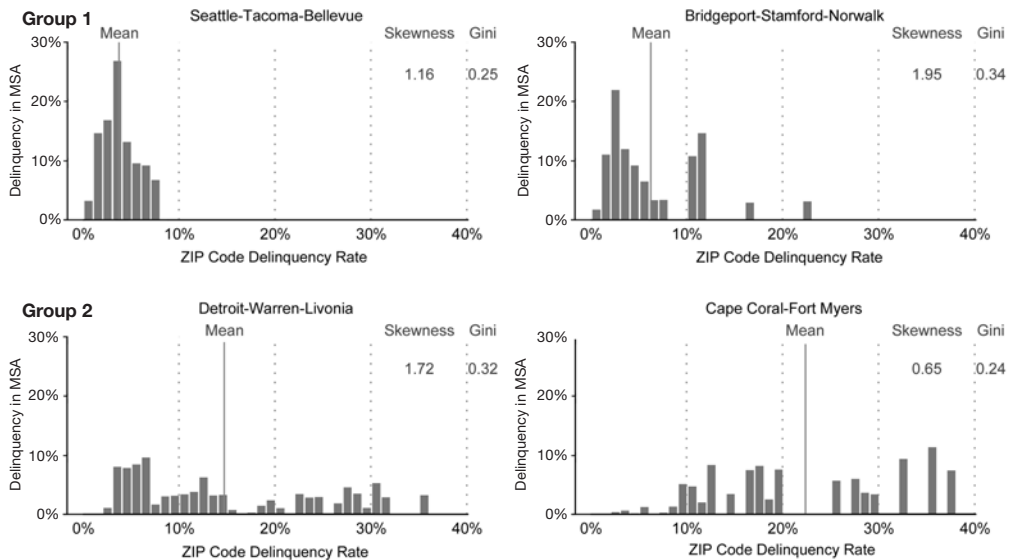 Group 1
Seattle-Tacoma-Bellevue
Mean
Skewness Gini
1.16 0.25
30%
20%
10%
0%
Delinquency in MSA
0% 10% 20% 30% 40%
ZIP Code Delinquency Rate
Bridgeport-Stamford-Norwalk
Mean
Skewness Gini
1.95 0.34
30%
20%
10%
0%
Delinquency in MSA
0% 10% 20% 30% 40%
ZIP Code Delinquency Rate
Group 2
Detroit-Warren-Livonia
Mean
Skewness Gini
1.72 0.32
30%
20%
10%
0%
Delinquency in MSA
0% 10% 20% 30% 40%
ZIP Code Delinquency Rate
Cape Coral-Fort Myers
Mean
Skewness Gini
0.65 0.24
30%
20%
10%
0%
Delinquency in MSA
0% 10% 20% 30% 40%
ZIP Code Delinquency Rate